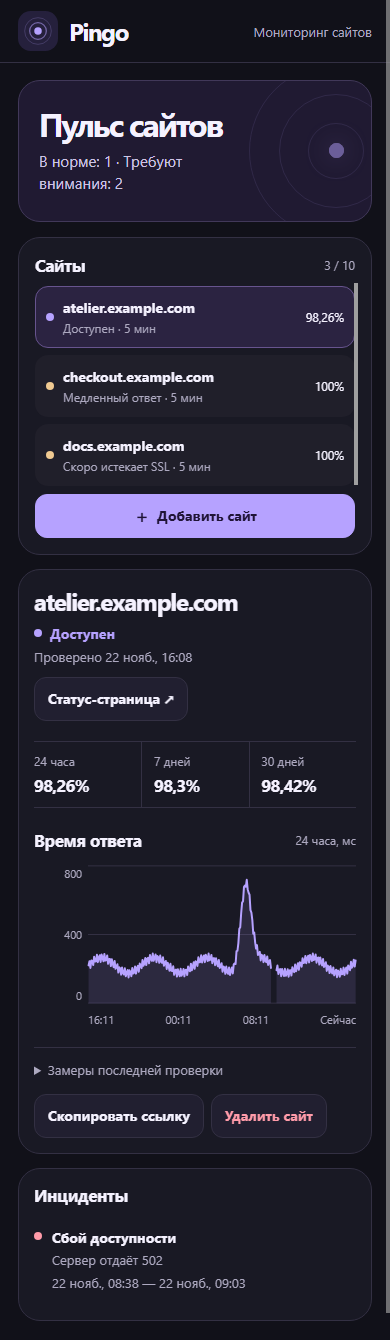 Pingo
Мониторинг сайтов
Пульс сайтов
В норме: 1 · Требуют
внимания: 2
Сайты
3 / 10
atelier.example.com
Доступен · 5 мин
98,26%
checkout.example.com
Медленный ответ · 5 мин
100%
docs.example.com
Скоро истекает SSL · 5 мин
100%
+ Добавить сайт
atelier.example.com
Доступен
Проверено 22 нояб., 16:08
Статус-страница ↗
24 часа
98,26%
7 дней
98,3%
30 дней
98,42%
Время ответа
24 часа, мс
800
400
0
16:11
00:11
08:11
Сейчас
▶ Замеры последней проверки
Скопировать ссылку
Удалить сайт
Инциденты
Сбой доступности
Сервер отдаёт 502
22 нояб., 08:38 — 22 нояб., 09:03